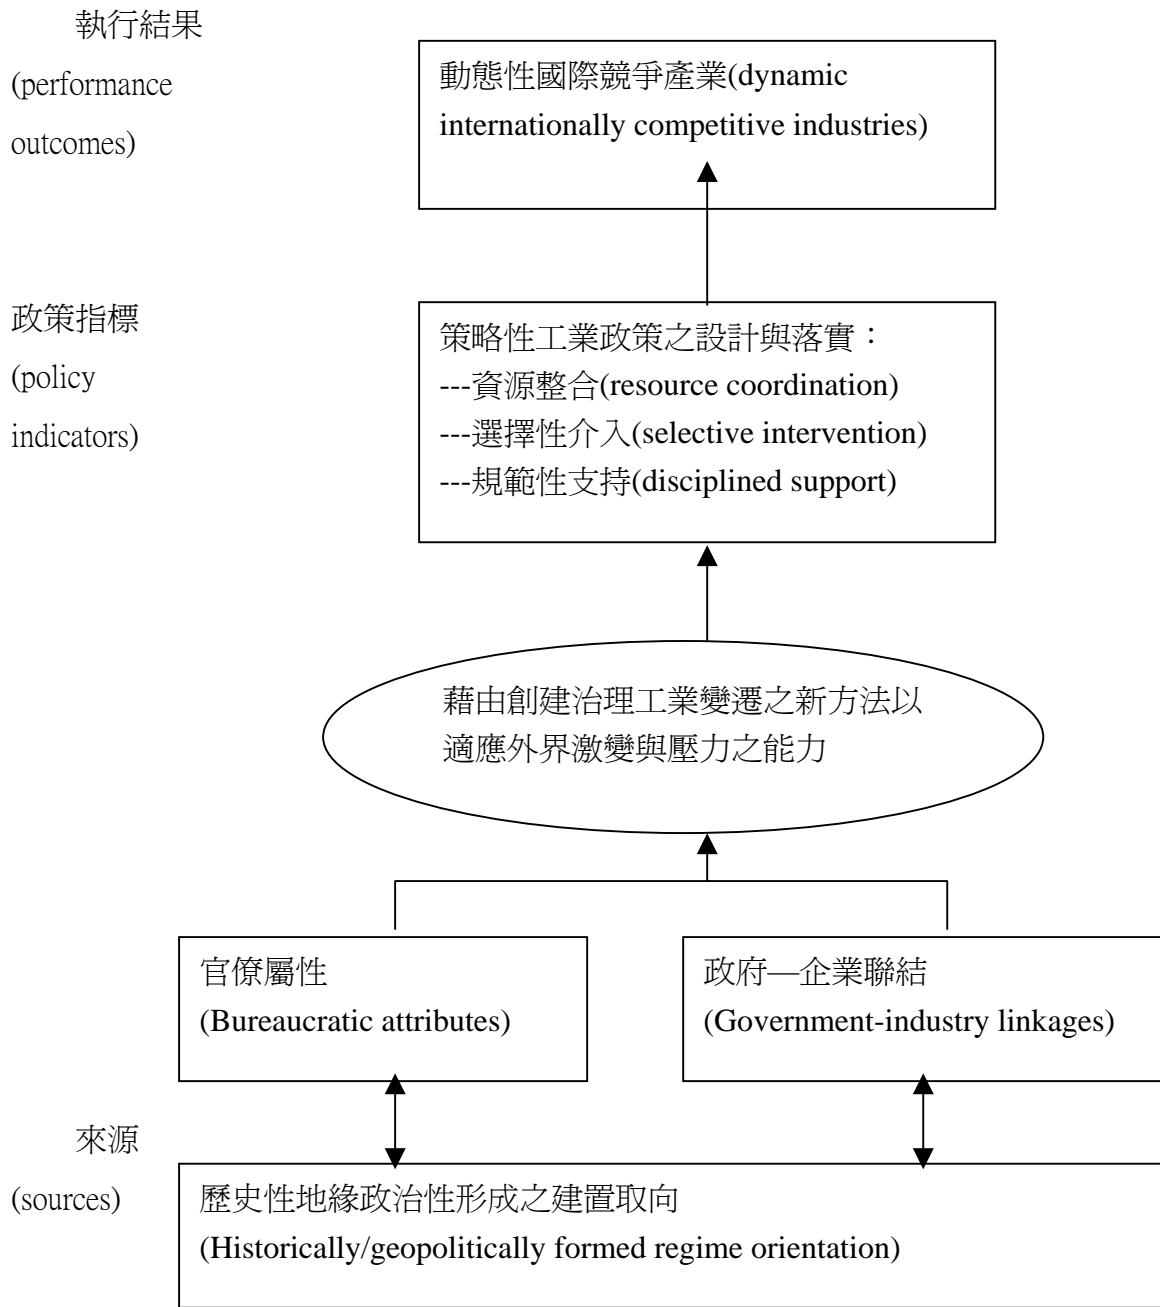 執行結果
(performance
outcomes)
動態性國際競爭產業(dynamic
internationally competitive industries)
政策指標
(policy
indicators)
策略性工業政策之設計與落實：
---資源整合(resource coordination)
---選擇性介入(selective intervention)
---規範性支持(disciplined support)
藉由創建治理工業變遷之新方法以
適應外界激變與壓力之能力
官僚屬性
(Bureaucratic attributes)
政府—企業聯結
(Government-industry linkages)
來源
(sources)
歷史性地緣政治性形成之建置取向
(Historically/geopolitically formed regime orientation)